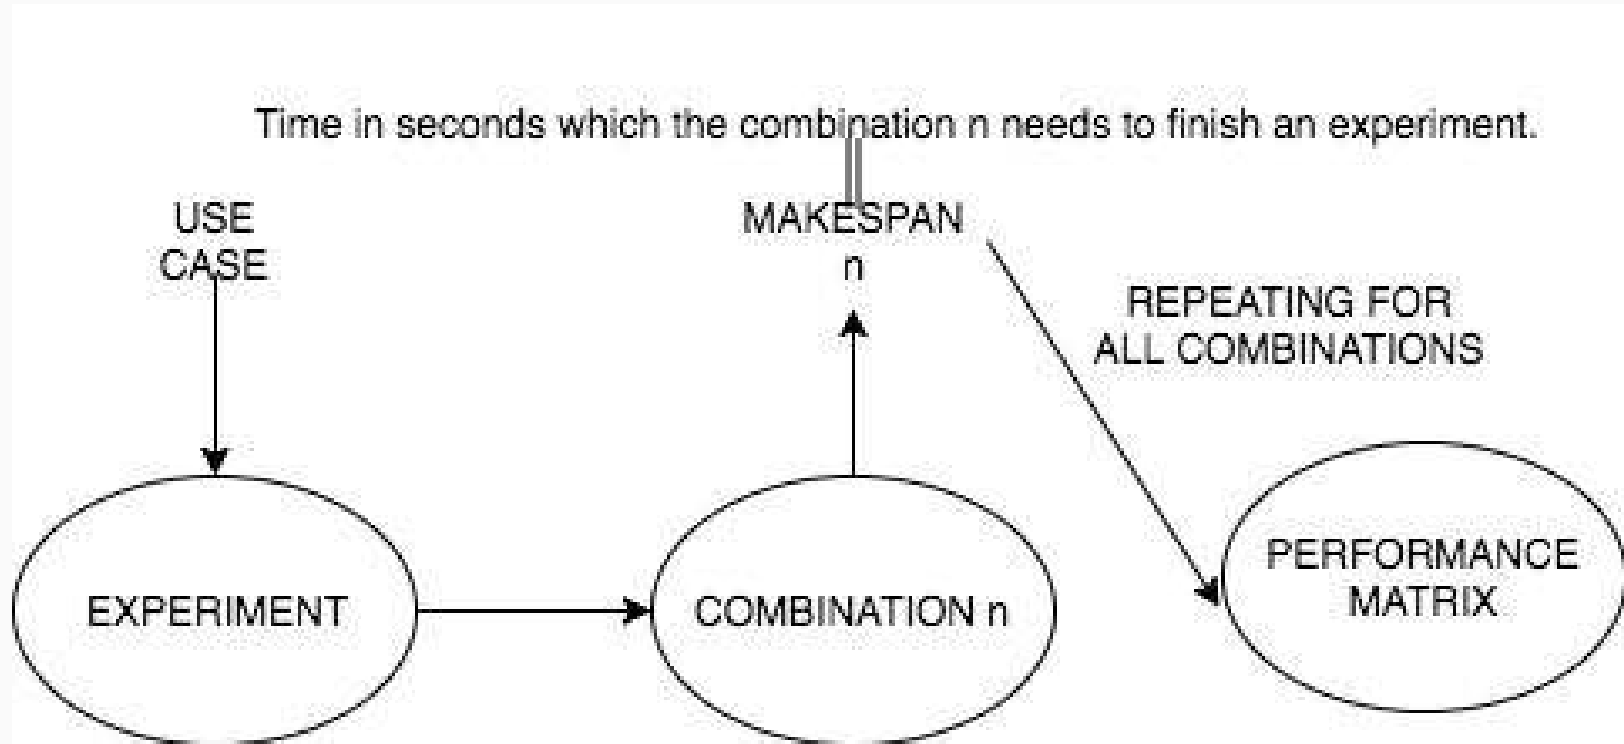 Time in seconds which the combination n needs to finish an experiment.
USE
CASE
MAKESPAN
n
REPEATING FOR
ALL COMBINATIONS
EXPERIMENT
COMBINATION n
PERFORMANCE
MATRIX